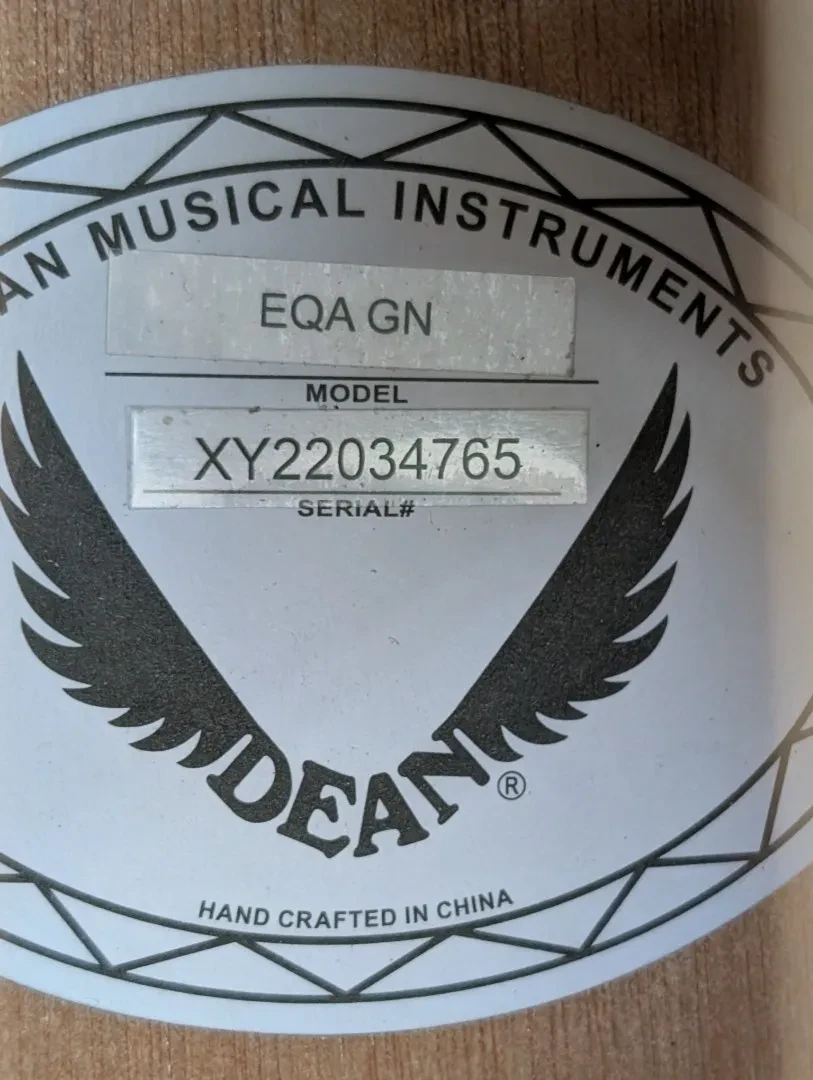 AN MUSICAL INSTRUMENTS
EQA GN
MODEL
XY22034765
SERIAL#
DEAN®
HAND CRAFTED IN CHINA